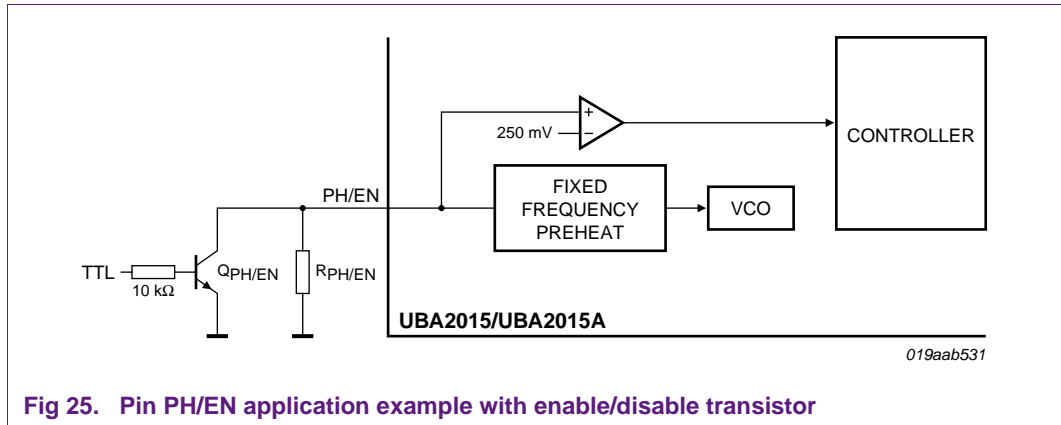 CONTROLLER
+
250 mV
−
PH/EN
FIXED
FREQUENCY
PREHEAT
VCO
TTL
10 kΩ
QPH/EN
RPH/EN
UBA2015/UBA2015A
019aab531
Fig 25. Pin PH/EN application example with enable/disable transistor